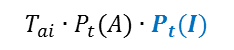 T_{ai} · P_t(A) · P_t(I)